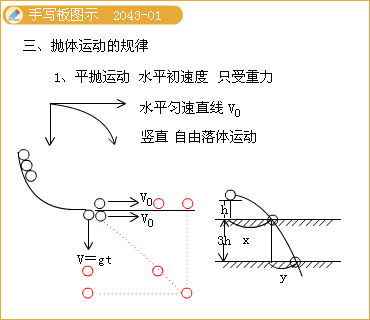 手写板图示 2043-01
三、抛体运动的规律
1、平抛运动 水平初速度 只受重力
水平匀速直线 V₀
竖直 自由落体运动
V₀
V₀
V=gt
h
3h
x
y